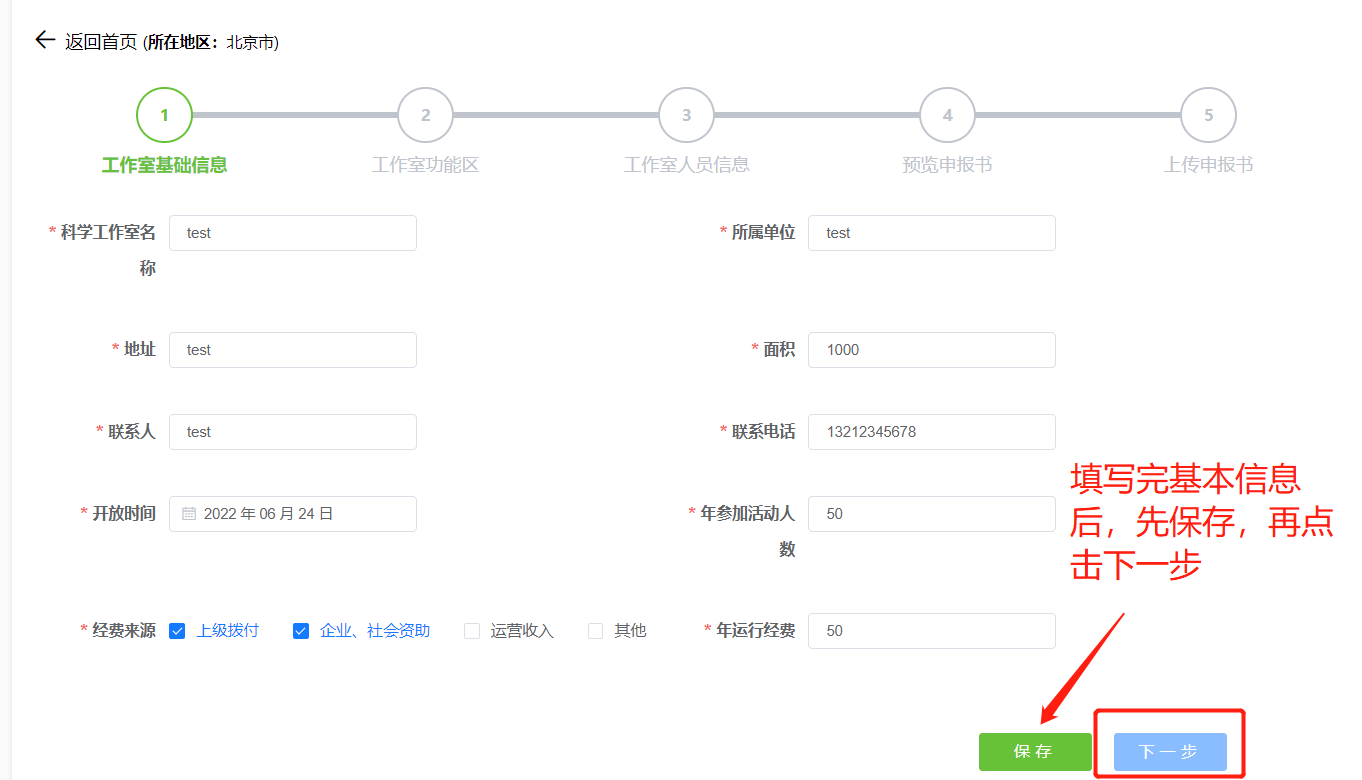 返回首页 (所在地区：北京市)
1 2 3 4 5
工作室基础信息 工作室功能区 工作室人员信息 预览申报书 上传申报书
* 科学工作室名 test * 所属单位 test
称
* 地址 test * 面积 1000
* 联系人 test * 联系电话 13212345678
填写完基本信息
后，先保存，再点
击下一步
* 开放时间 2022 年 06 月 24 日 * 年参加活动人 50
数
* 经费来源 上级拨付 企业、社会资助 运营收入 其他 * 年运行经费 50
保 存 下 一 步